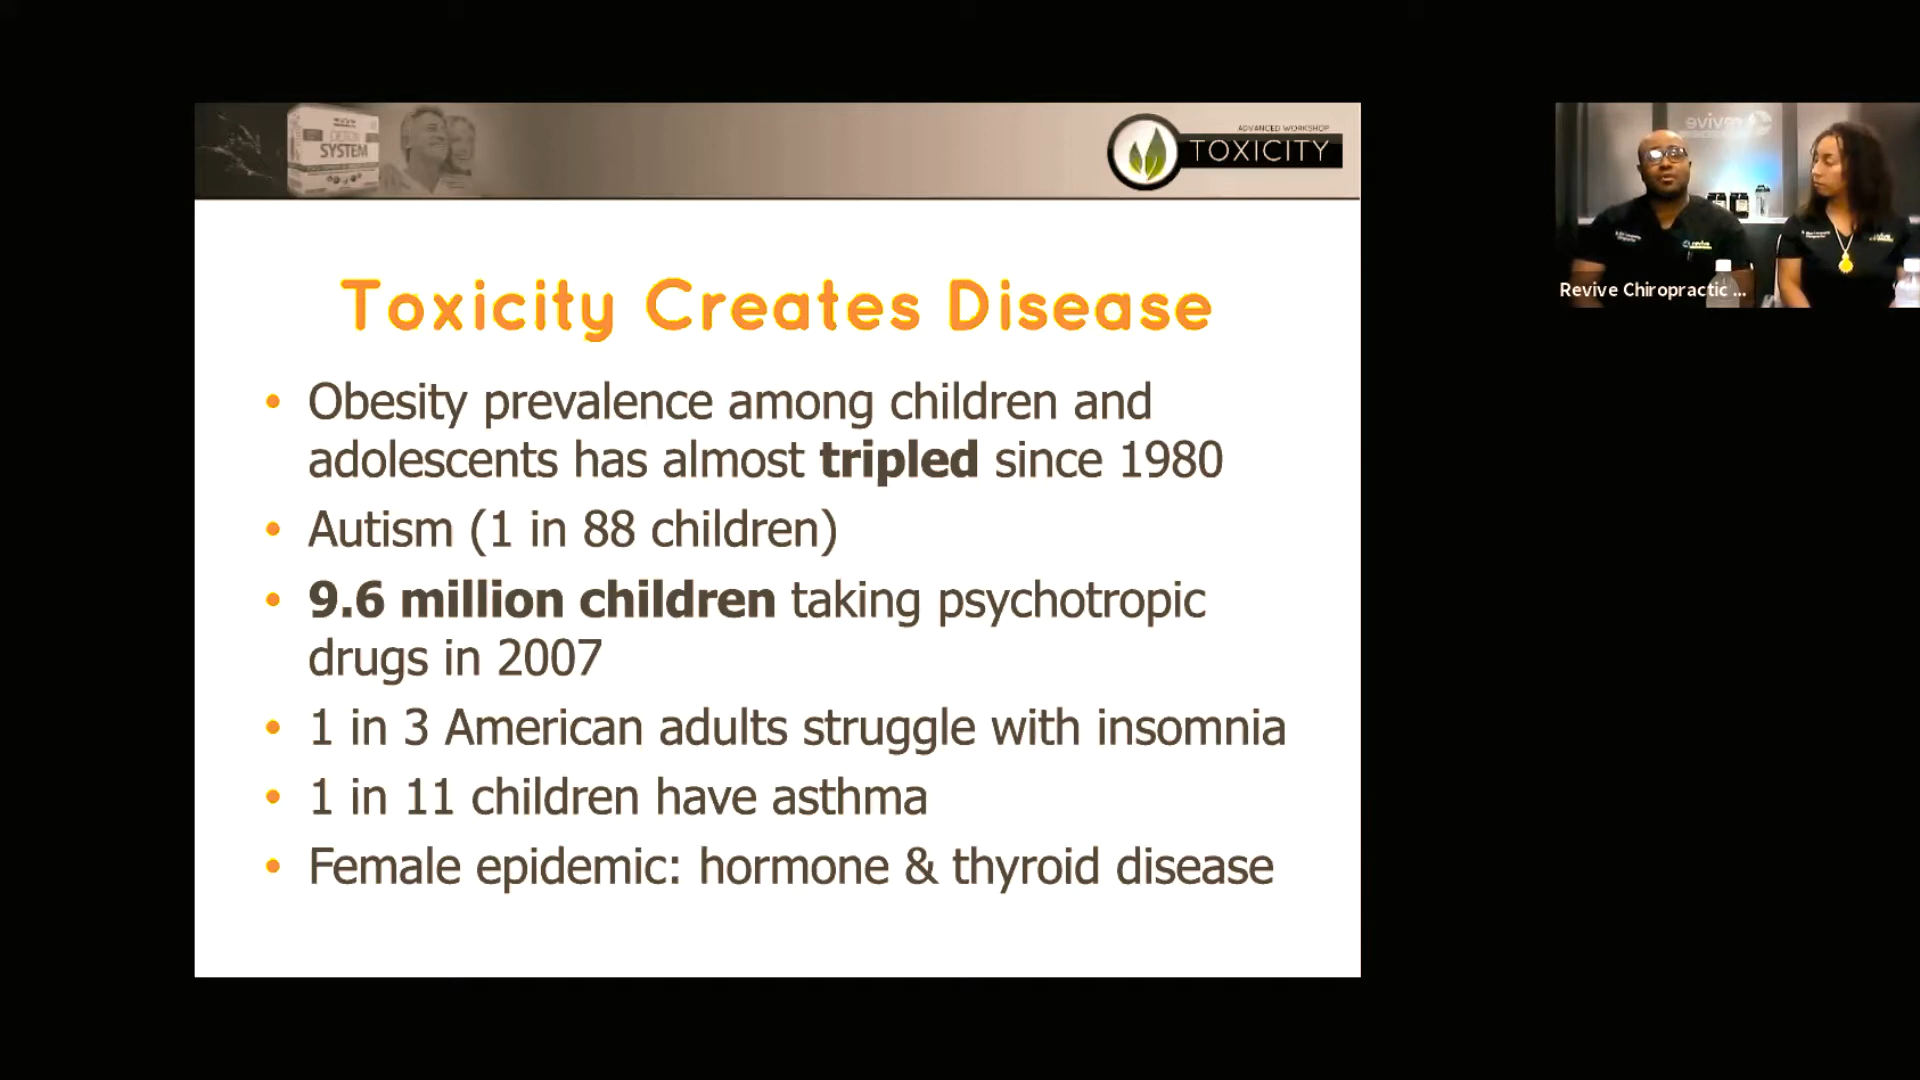 SYSTEM
ADVANCED WORKSHOP
TOXICITY
Toxicity Creates Disease
• Obesity prevalence among children and
adolescents has almost tripled since 1980
• Autism (1 in 88 children)
• 9.6 million children taking psychotropic
drugs in 2007
• 1 in 3 American adults struggle with insomnia
• 1 in 11 children have asthma
• Female epidemic: hormone & thyroid disease
revive
Revive Chiropractic ...